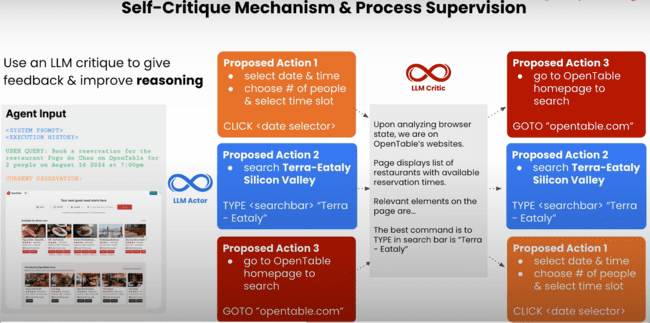 Self-Critique Mechanism & Process Supervision
Use an LLM critique to give
feedback & improve reasoning
Agent Input
<SYSTEM PROMPT>
<EXECUTION HISTORY>
USER QUERY: Book a reservation for the
restaurant Fogo de Chao on OpenTable for
2 people on August 14 2024 at 7:00pm
CURRENT OBSERVATION:
LLM Actor
Proposed Action 1
● select date & time
● choose # of people
& select time slot
CLICK <date selector>
Proposed Action 2
● search Terra-Eataly
Silicon Valley
TYPE <searchbar> “Terra
- Eataly”
Proposed Action 3
● go to OpenTable
homepage to
search
GOTO “opentable.com”
LLM Critic
Upon analyzing browser
state, we are on
OpenTable’s websites.
Page displays list of
restaurants with available
reservation times.
Relevant elements on the
page are...
The best command is to
TYPE in search bar is “Terra
- Eataly”
Proposed Action 3
● go to OpenTable
homepage to
search
GOTO “opentable.com”
Proposed Action 2
● search Terra-Eataly
Silicon Valley
TYPE <searchbar> “Terra
- Eataly”
Proposed Action 1
● select date & time
● choose # of people
& select time slot
CLICK <date selector>